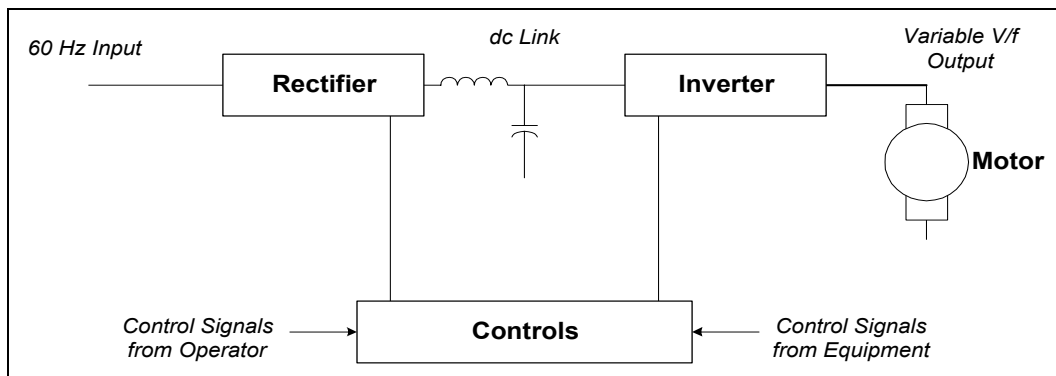 60 Hz Input
dc Link
Variable V/f
Output
Rectifier
Inverter
Motor
Control Signals
from Operator
Controls
Control Signals
from Equipment